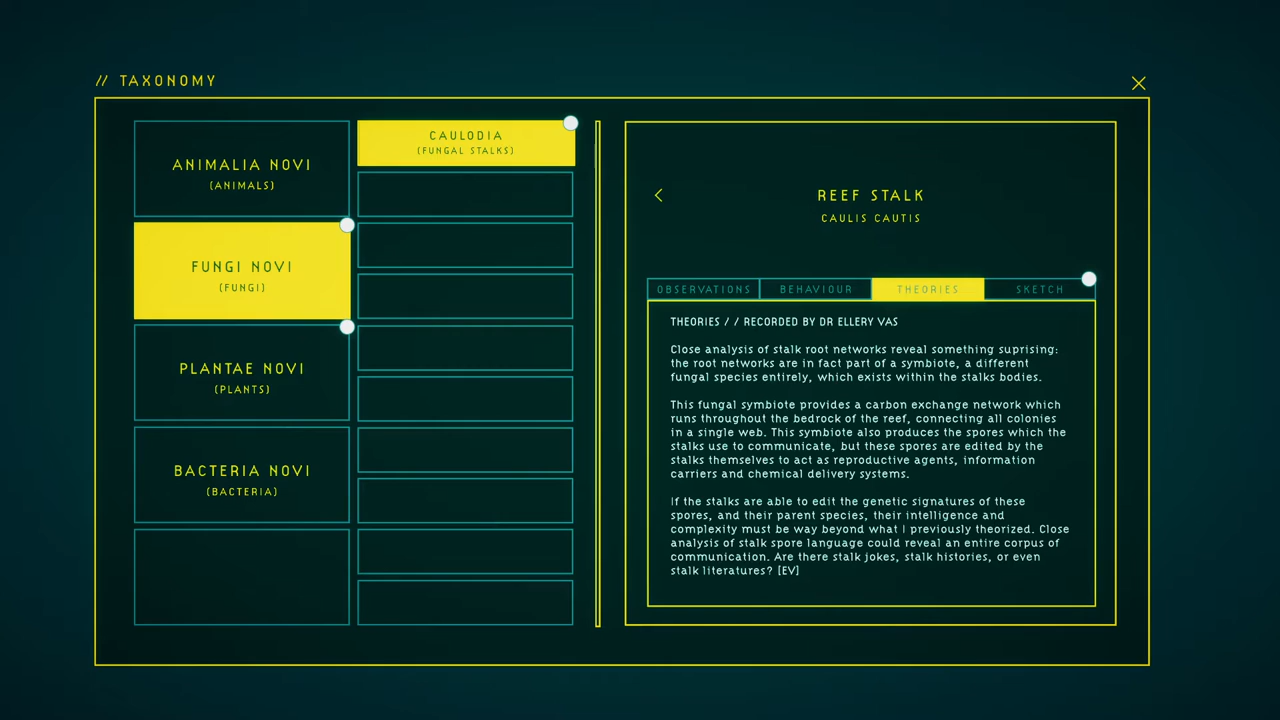 // TAXONOMY
ANIMALIA NOVI
(ANIMALS)
FUNGI NOVI
(FUNGI)
PLANTAE NOVI
(PLANTS)
BACTERIA NOVI
(BACTERIA)
CAULODIA
(FUNGAL STALKS)
REEF STALK
CAULIS CAUTIS
OBSERVATIONS
BEHAVIOUR
THEORIES
SKETCH
THEORIES / / RECORDED BY DR ELLERY VAS
Close analysis of stalk root networks reveal something suprising:
the root networks are in fact part of a symbiote, a different
fungal species entirely, which exists within the stalks bodies.
This fungal symbiote provides a carbon exchange network which
runs throughout the bedrock of the reef, connecting all colonies
in a single web. This symbiote also produces the spores which the
stalks use to communicate, but these spores are edited by the
stalks themselves to act as reproductive agents, information
carriers and chemical delivery systems.
If the stalks are able to edit the genetic signatures of these
spores, and their parent species, their intelligence and
complexity must be way beyond what I previously theorized. Close
analysis of stalk spore language could reveal an entire corpus of
communication. Are there stalk jokes, stalk histories, or even
stalk literatures? [EV]